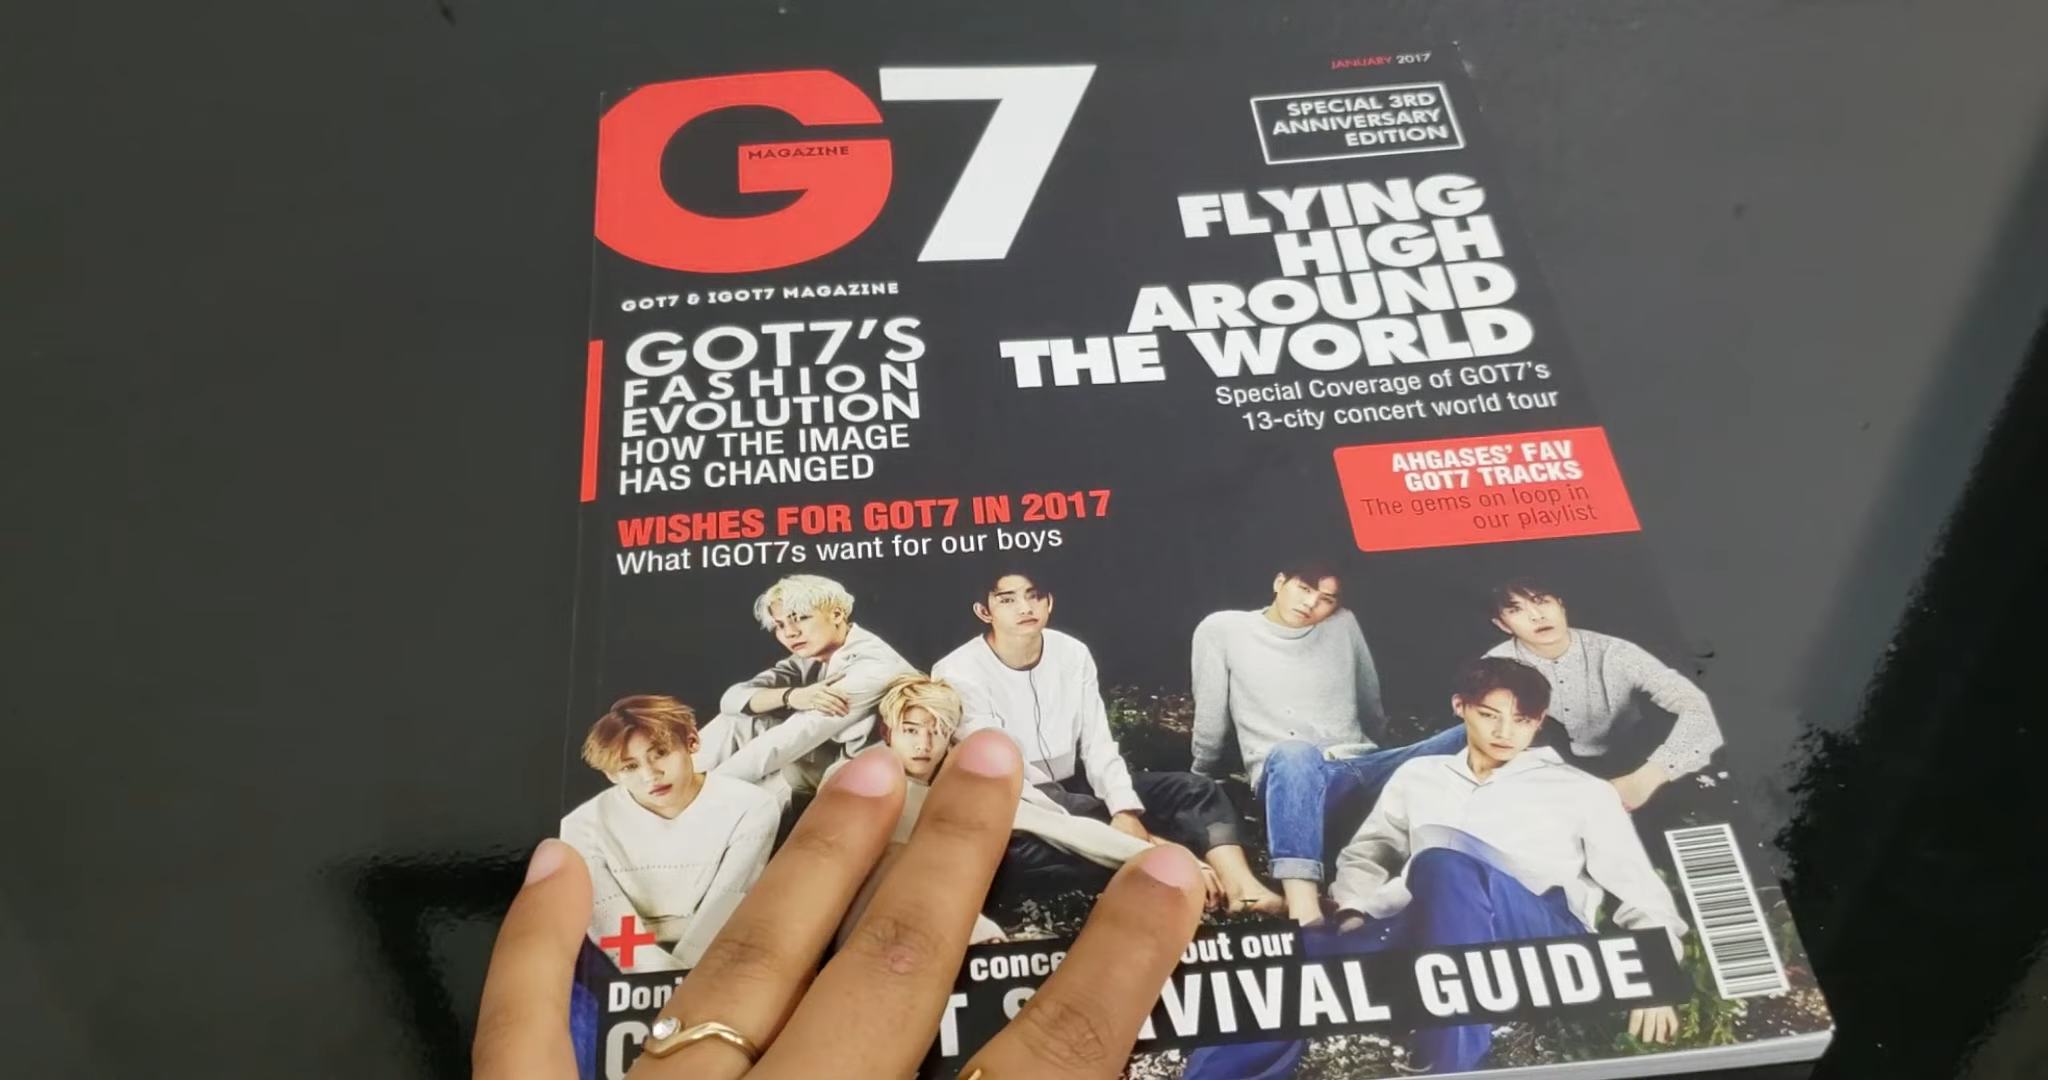 G7
MAGAZINE
GOT7 & IGOT7 MAGAZINE
GOT7'S
FASHION
EVOLUTION
HOW THE IMAGE
HAS CHANGED
WISHES FOR GOT7 IN 2017
What IGOT7s want for our boys
JANUARY 2017
SPECIAL 3RD
ANNIVERSARY
EDITION
FLYING
HIGH
AROUND
THE WORLD
Special Coverage of GOT7's
13-city concert world tour
AHGASES' FAV
GOT7 TRACKS
The gems on loop in
our playlist
+
our
GUIDE